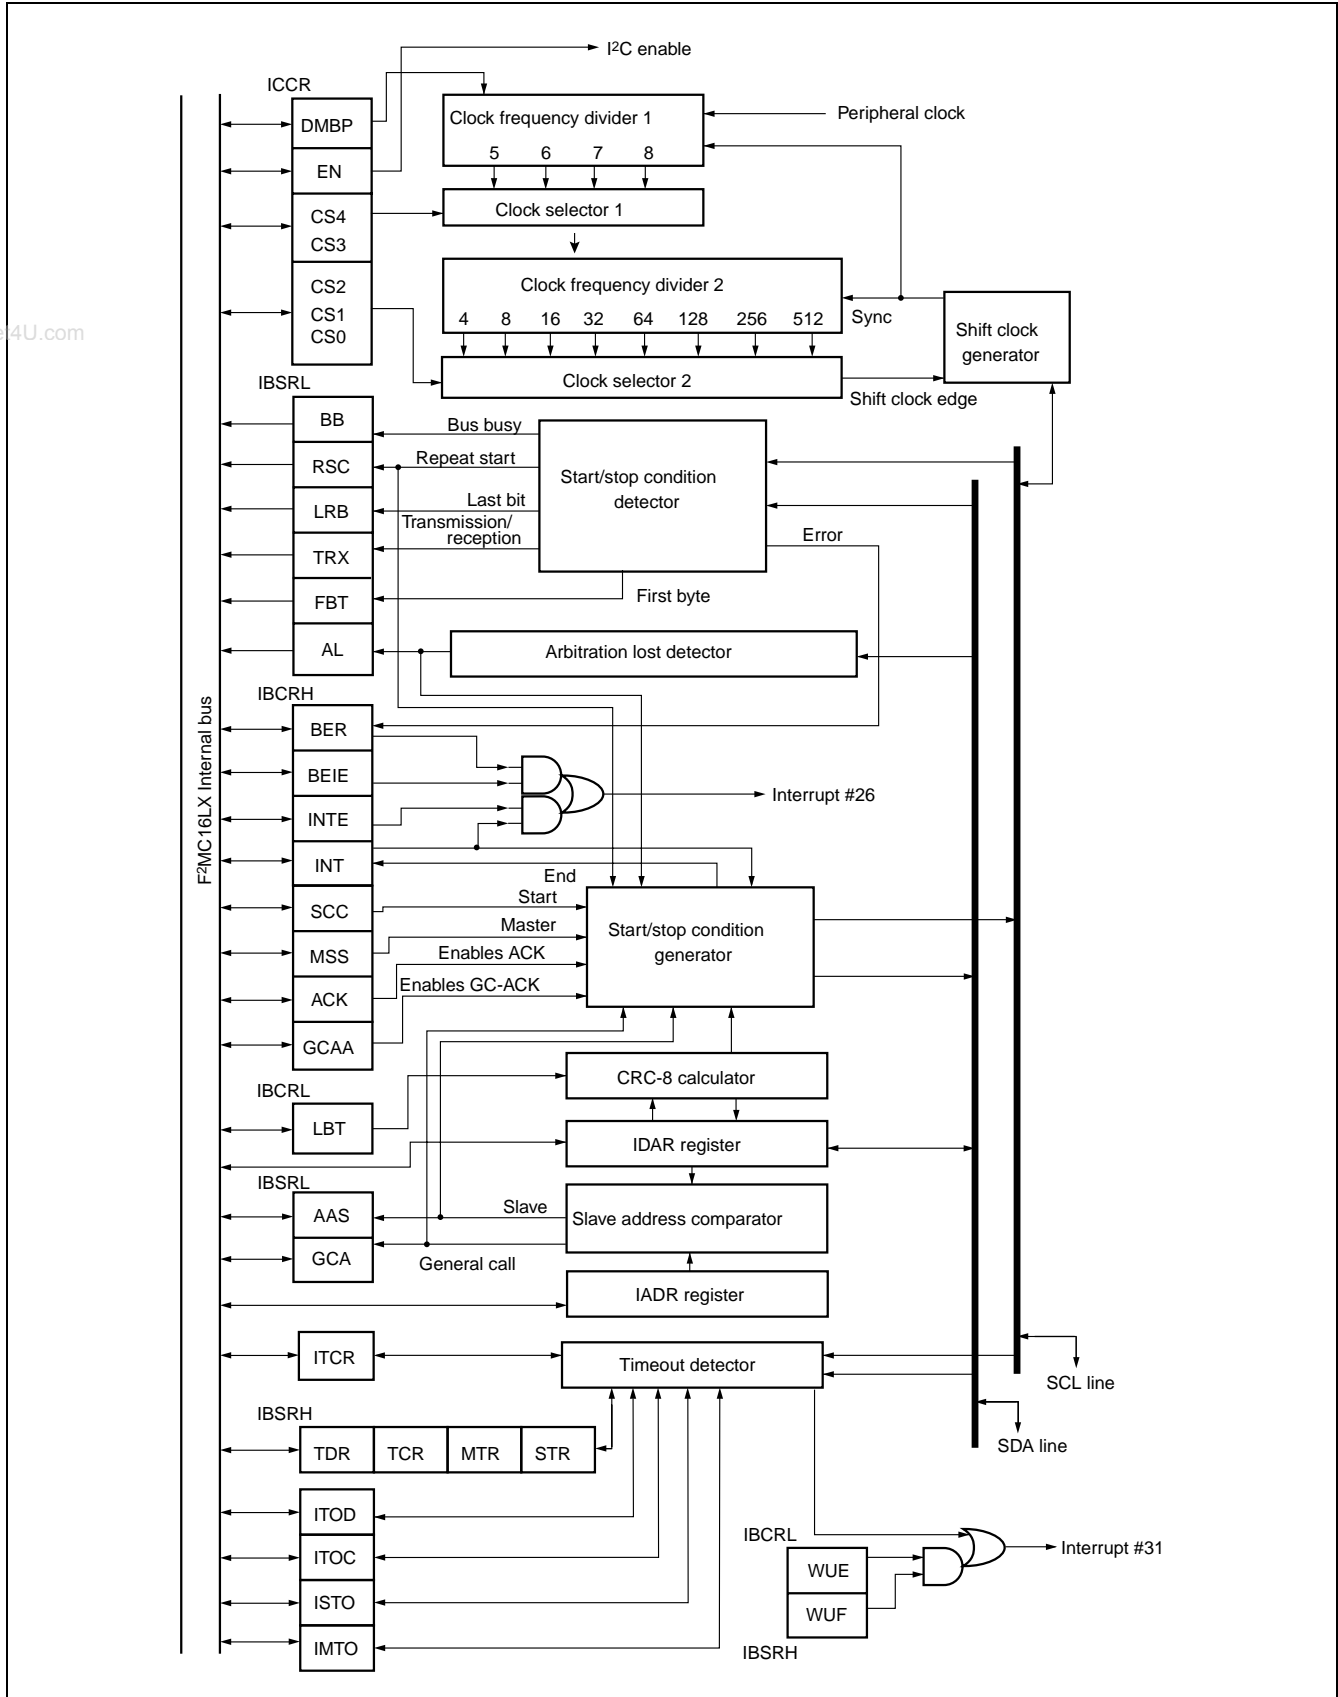 I²C enable
ICCR
DMBP
Clock frequency divider 1
Peripheral clock
5 6 7 8
EN
CS4
CS3
Clock selector 1
CS2
CS1
CS0
Clock frequency divider 2
4 8 16 32 64 128 256 512
Sync
Shift clock
generator
et4U.com
Clock selector 2
Shift clock edge
IBSRL
BB
Bus busy
RSC
Repeat start
Start/stop condition
detector
LRB
Last bit
Transmission/
reception
TRX
Error
FBT
First byte
AL
Arbitration lost detector
IBCRH
BER
BEIE
Interrupt #26
INTE
INT
F²MC16LX Internal bus
End
SCC
Start
Start/stop condition
generator
MSS
Master
ACK
Enables ACK
GCAA
Enables GC-ACK
CRC-8 calculator
IBCRL
LBT
IDAR register
IBSRL
AAS
Slave
Slave address comparator
GCA
General call
IADR register
ITCR
Timeout detector
SCL line
IBSRH
TDR TCR MTR STR
SDA line
ITOD
ITOC
ISTO
IMTO
IBCRL
WUE
WUF
IBSRH
Interrupt #31